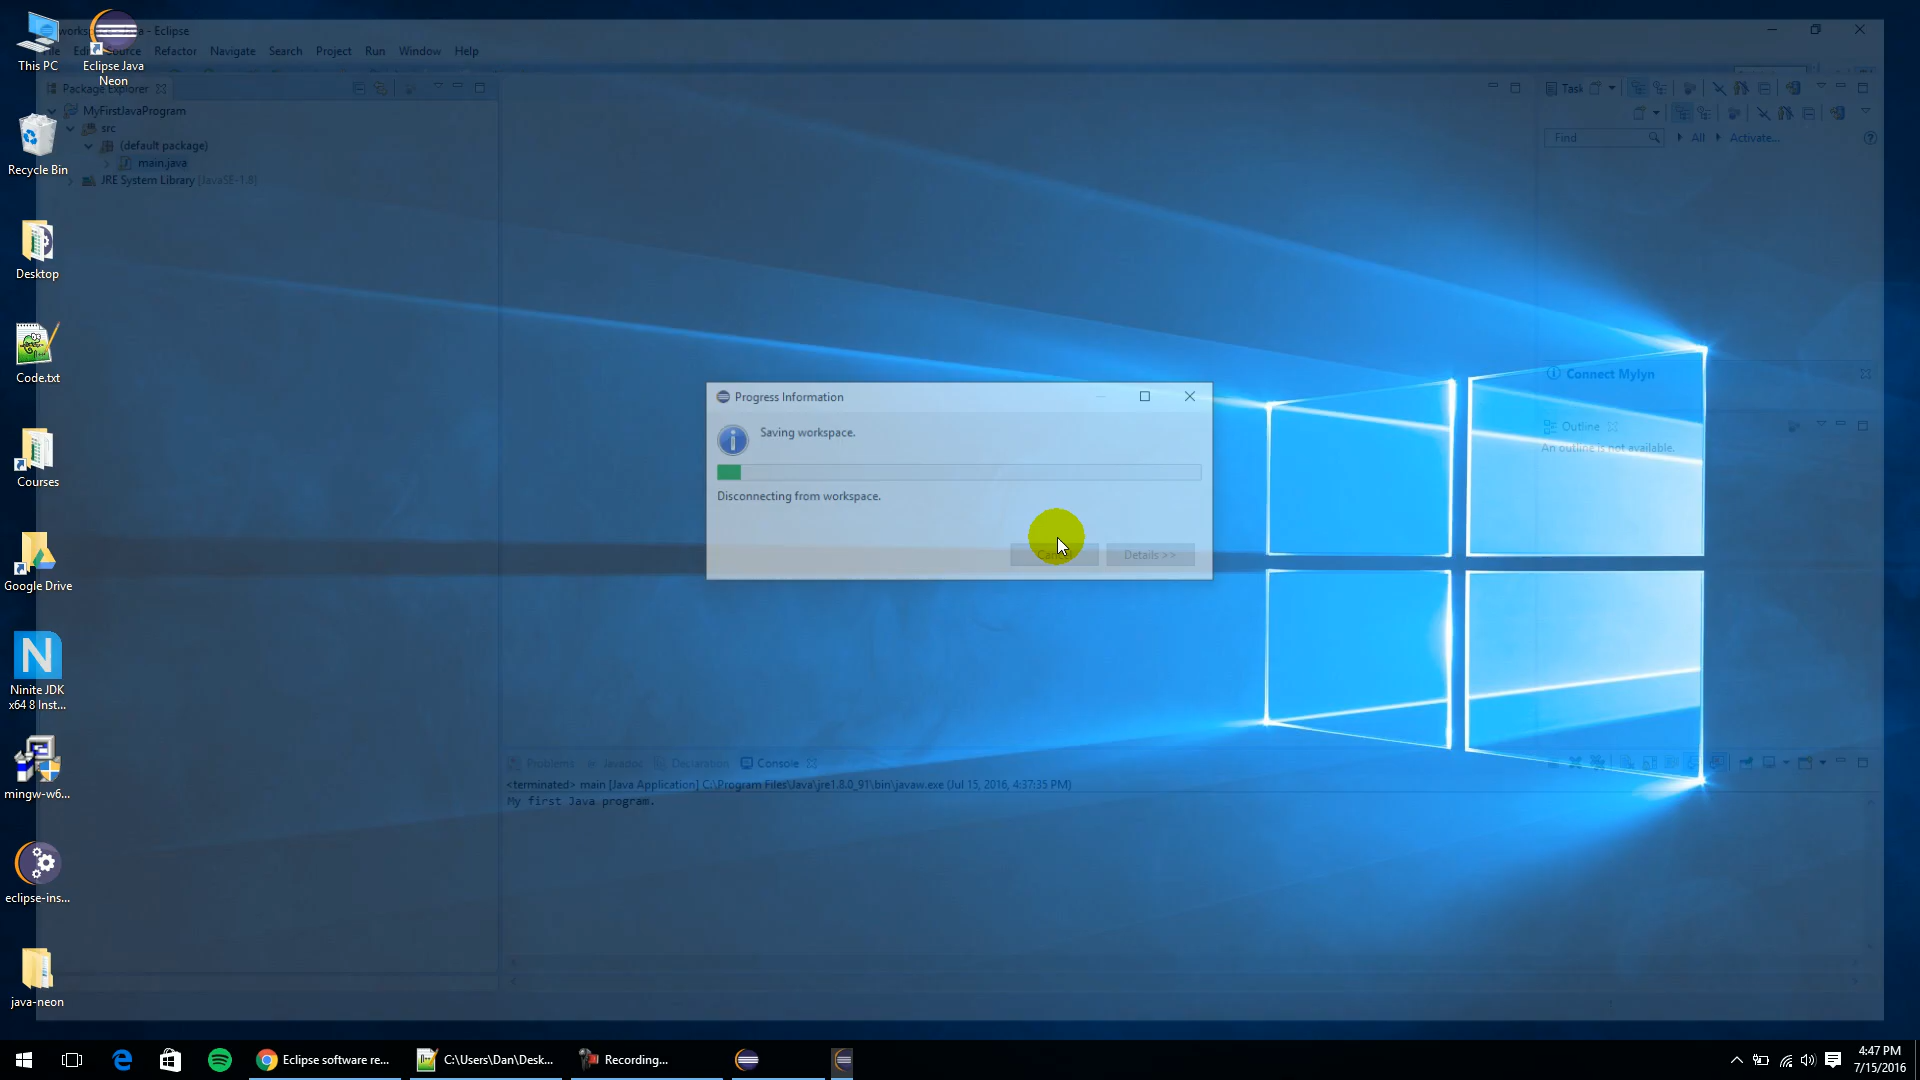 This PC
Eclipse Java
Neon
Recycle Bin
Desktop
Code.txt
Courses
Google Drive
Ninite JDK
x64 8 Inst...
mingw-w6...
eclipse-ins...
java-neon
- Eclipse
Refactor Navigate Search Project Run Window Help
Package Explorer
MyFirstJavaProgram
src
(default package)
main.java
JRE System Library [JavaSE-1.8]
Task
Find
All
Activate...
Connect Mylyn
Outline
An outline is not available.
Progress Information
Saving workspace.
Disconnecting from workspace.
Details >>
Problems Javadoc Declaration Console
<terminated> main [Java Application] C:\Program Files\Java\jre1.8.0_91\bin\javaw.exe (Jul 15, 2016, 4:37:35 PM)
My first Java program.
Eclipse software re...
C:\Users\Dan\Desk...
Recording...
4:47 PM
7/15/2016